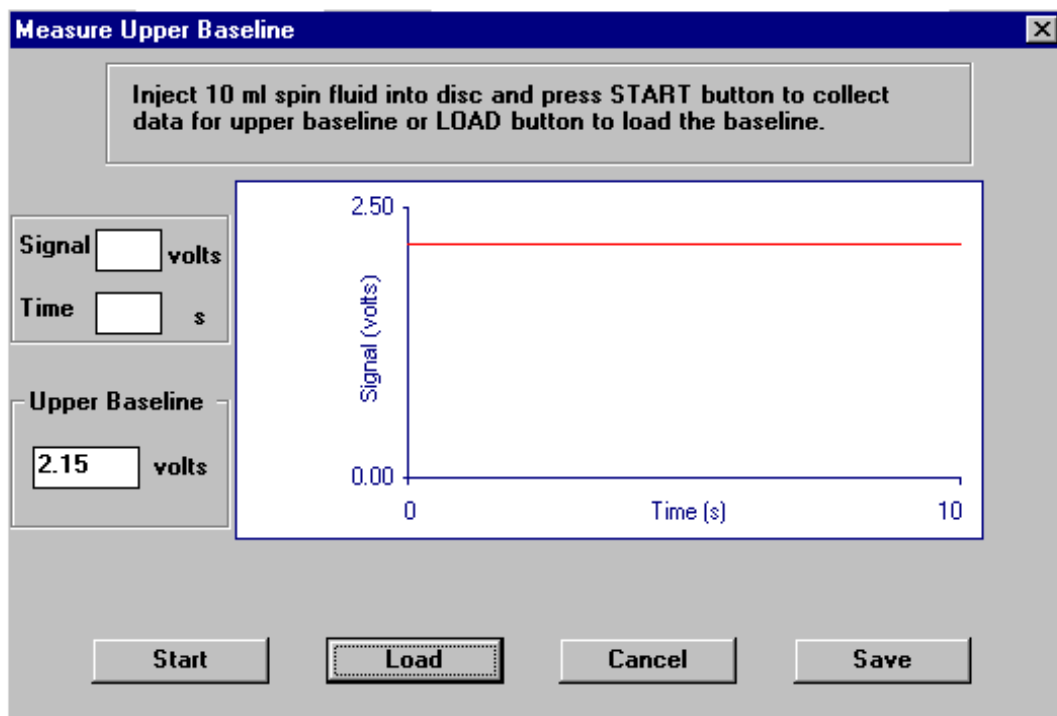 Measure Upper Baseline
Inject 10 ml spin fluid into disc and press START button to collect
data for upper baseline or LOAD button to load the baseline.
Signal volts
Time s
Upper Baseline
2.15 volts
2.50
Signal (volts)
0.00
0 Time (s) 10
Start Load Cancel Save